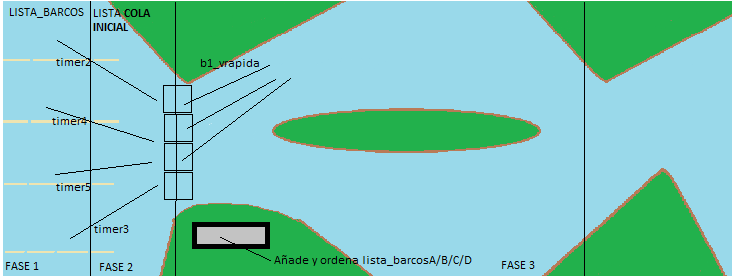 LISTA_BARCOS
LISTA COLA
INICIAL
timer2
b1_vrapida
timer4
timer5
timer3
Añade y ordena lista_barcosA/B/C/D
FASE 1
FASE 2
FASE 3